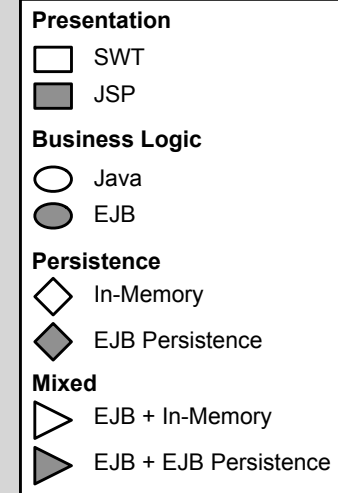 Presentation
SWT
JSP
Business Logic
Java
EJB
Persistence
In-Memory
EJB Persistence
Mixed
EJB + In-Memory
EJB + EJB Persistence